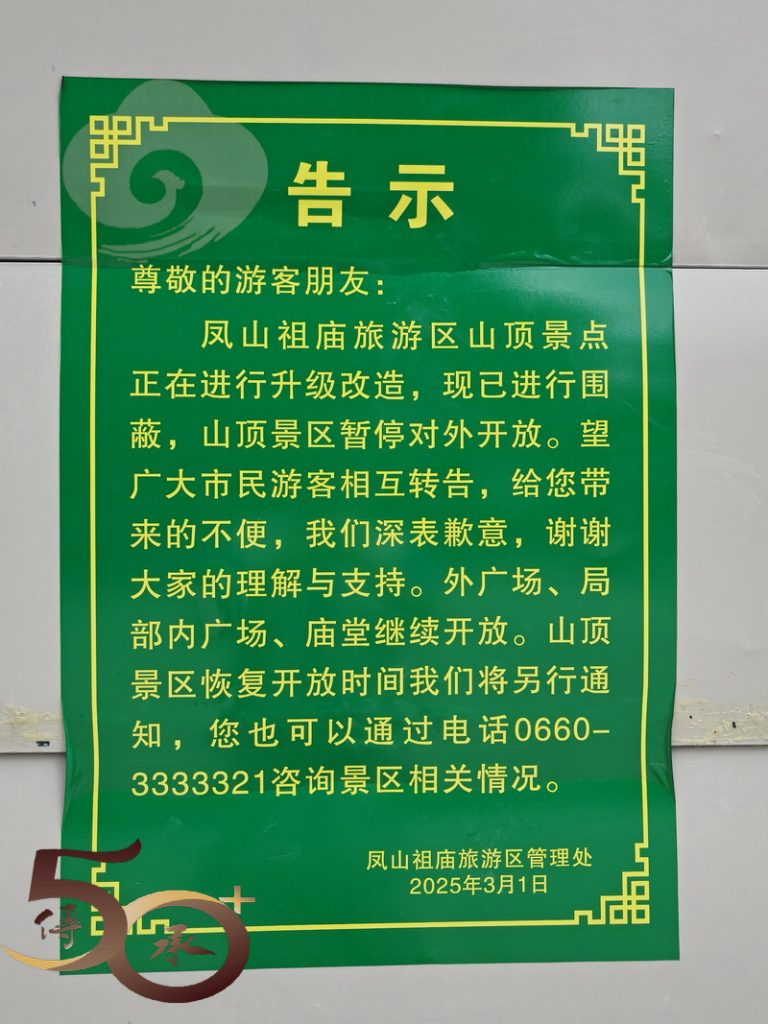 告示
尊敬的游客朋友：
凤山祖庙旅游区山顶景点
正在进行升级改造，现已进行围
蔽，山顶景区暂停对外开放。望
广大市民游客相互转告，给您带
来的不便，我们深表歉意，谢谢
大家的理解与支持。外广场、局
部内广场、庙堂继续开放。山顶
景区恢复开放时间我们将另行通
知，您也可以通过电话0660-
3333321咨询景区相关情况。
凤山祖庙旅游区管理处
2025年3月1日
50+
傳承